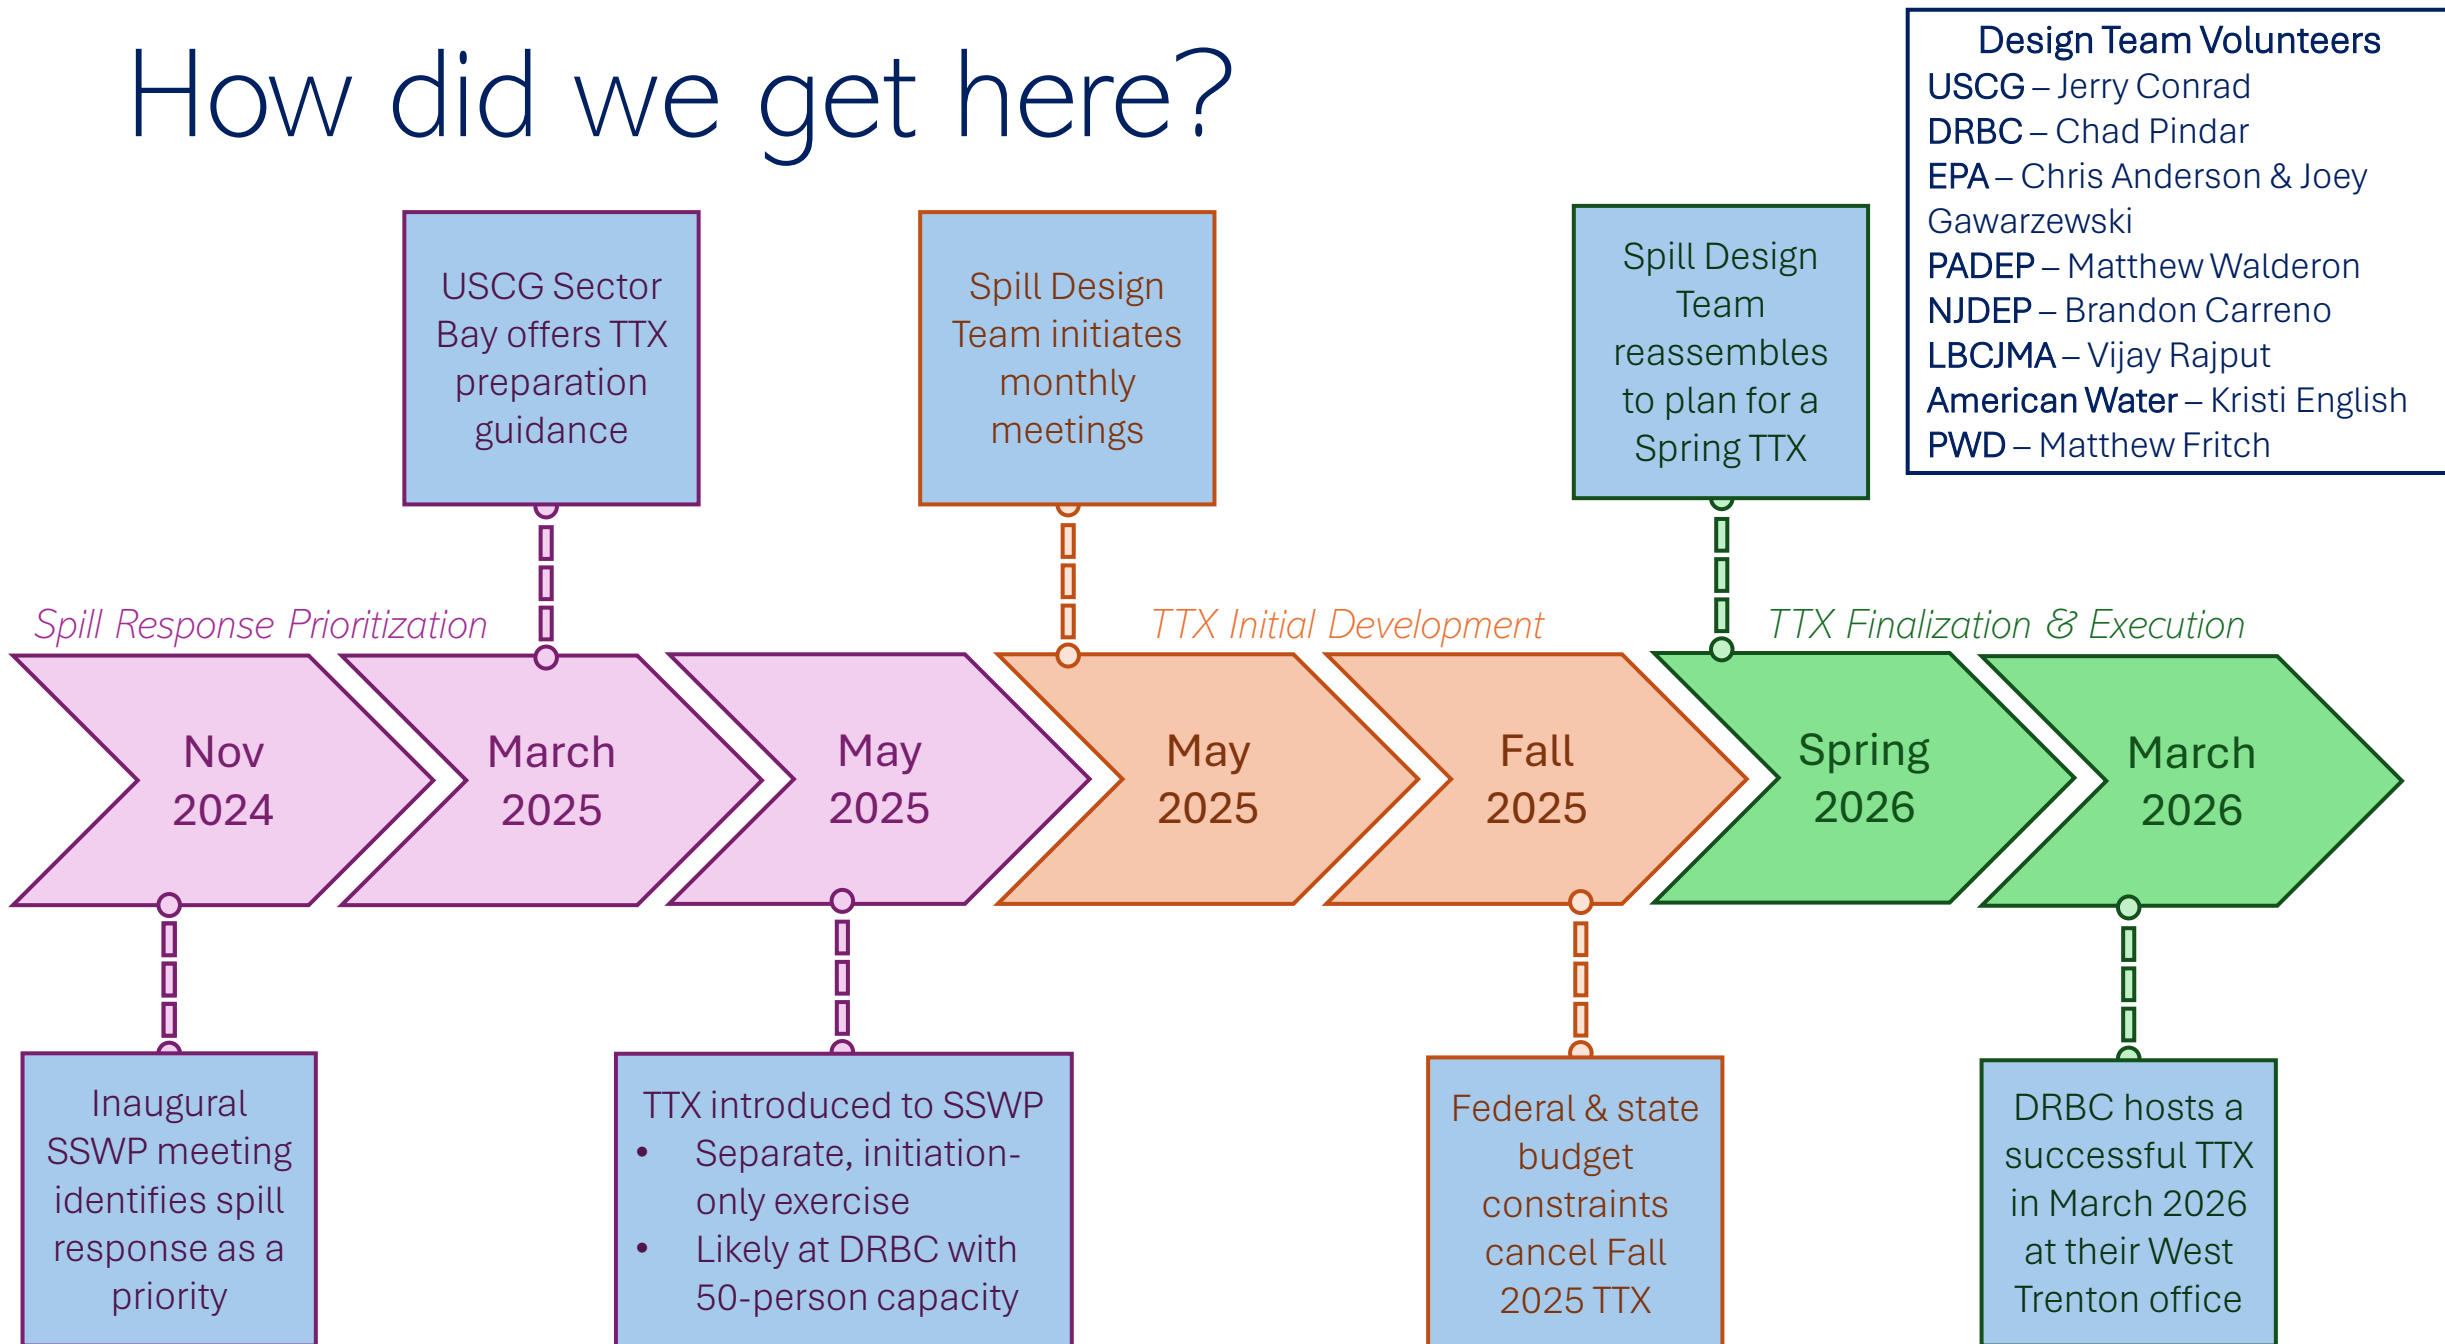 How did we get here?
Design Team Volunteers
USCG – Jerry Conrad
DRBC – Chad Pindar
EPA – Chris Anderson & Joey
Gawarzewski
PADEP – Matthew Walderon
NJDEP – Brandon Carreno
LBCJMA – Vijay Rajput
American Water – Kristi English
PWD – Matthew Fritch
USCG Sector
Bay offers TTX
preparation
guidance
Spill Design
Team initiates
monthly
meetings
Spill Design
Team
reassembles
to plan for a
Spring TTX
Spill Response Prioritization
TTX Initial Development
TTX Finalization & Execution
Nov
2024
March
2025
May
2025
May
2025
Fall
2025
Spring
2026
March
2026
Inaugural
SSWP meeting
identifies spill
response as a
priority
TTX introduced to SSWP
• Separate, initiation-
only exercise
• Likely at DRBC with
50-person capacity
Federal & state
budget
constraints
cancel Fall
2025 TTX
DRBC hosts a
successful TTX
in March 2026
at their West
Trenton office